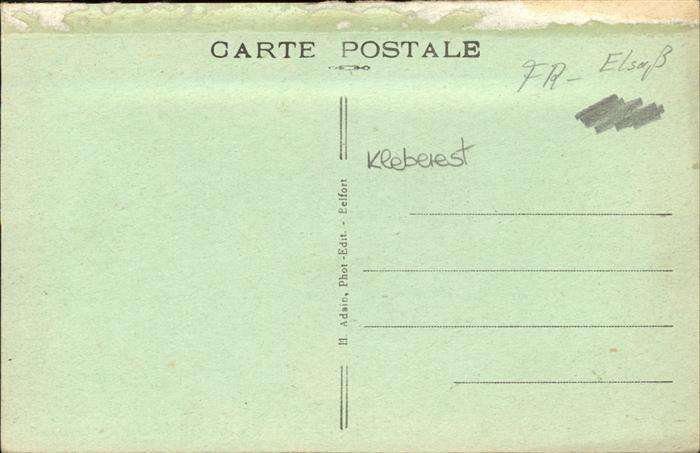 CARTE POSTALE
FR - Elsaß
Kleberest
M. Adain, Phot-Edit. - Belfort